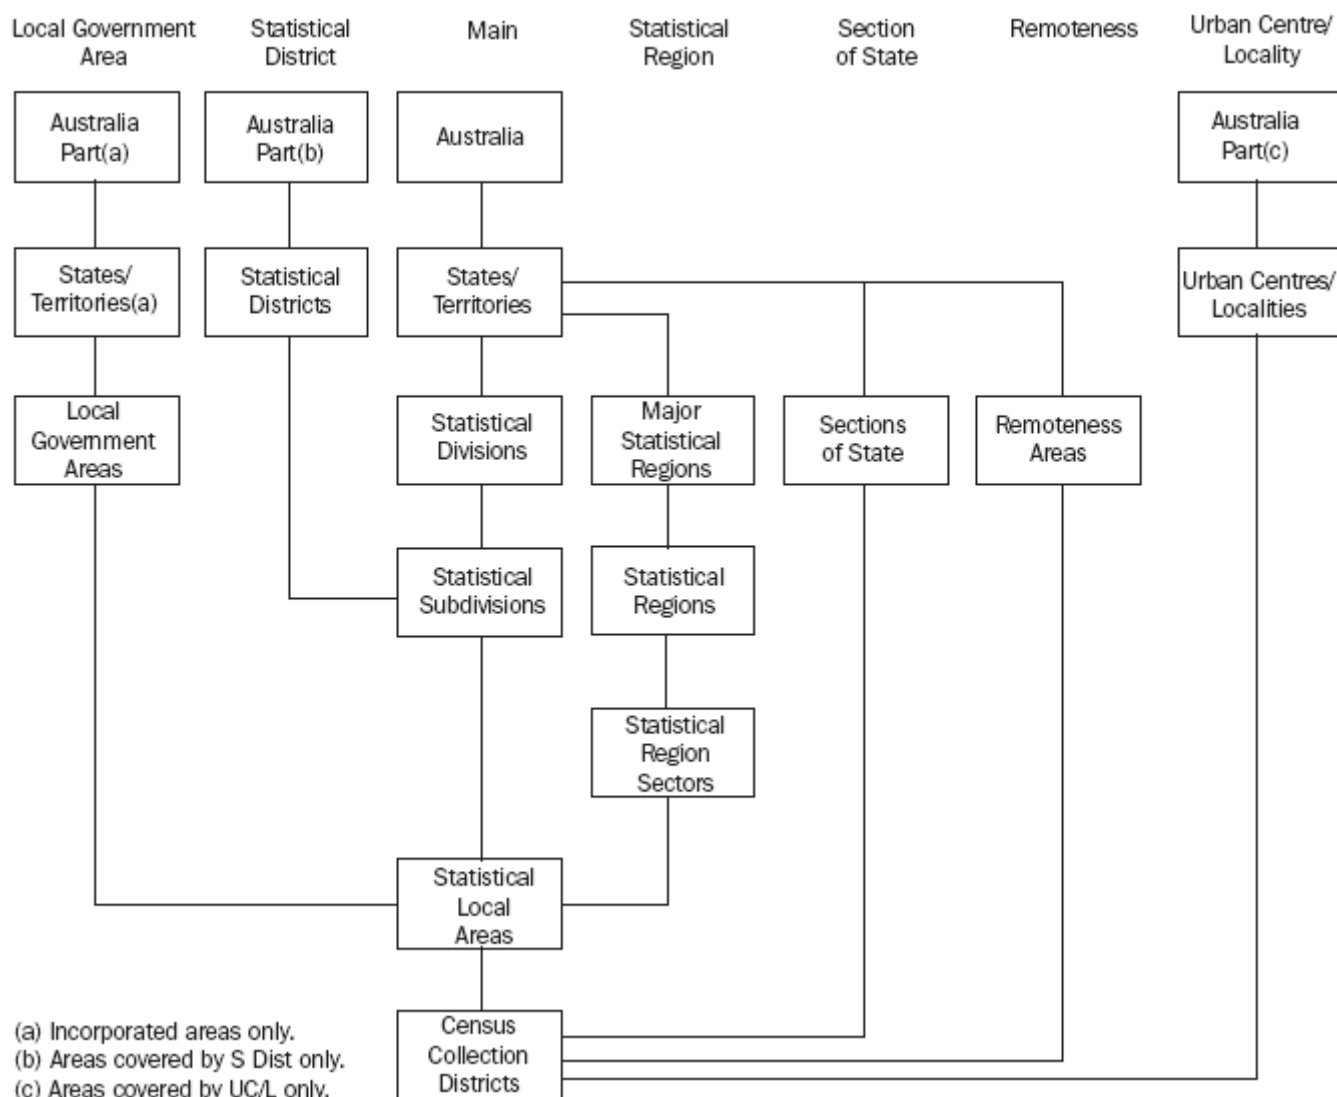 Local Government
Area
Statistical
District
Main
Statistical
Region
Section
of State
Remoteness
Urban Centre/
Locality
Australia
Part(a)
Australia
Part(b)
Australia
Australia
Part(c)
States/
Territories(a)
Statistical
Districts
States/
Territories
Urban Centres/
Localities
Local
Government
Areas
Statistical
Divisions
Major
Statistical
Regions
Sections
of State
Remoteness
Areas
Statistical
Subdivisions
Statistical
Regions
Statistical
Region
Sectors
Statistical
Local
Areas
Census
Collection
Districts
(a) Incorporated areas only.
(b) Areas covered by S Dist only.
(c) Areas covered by UC/L only.